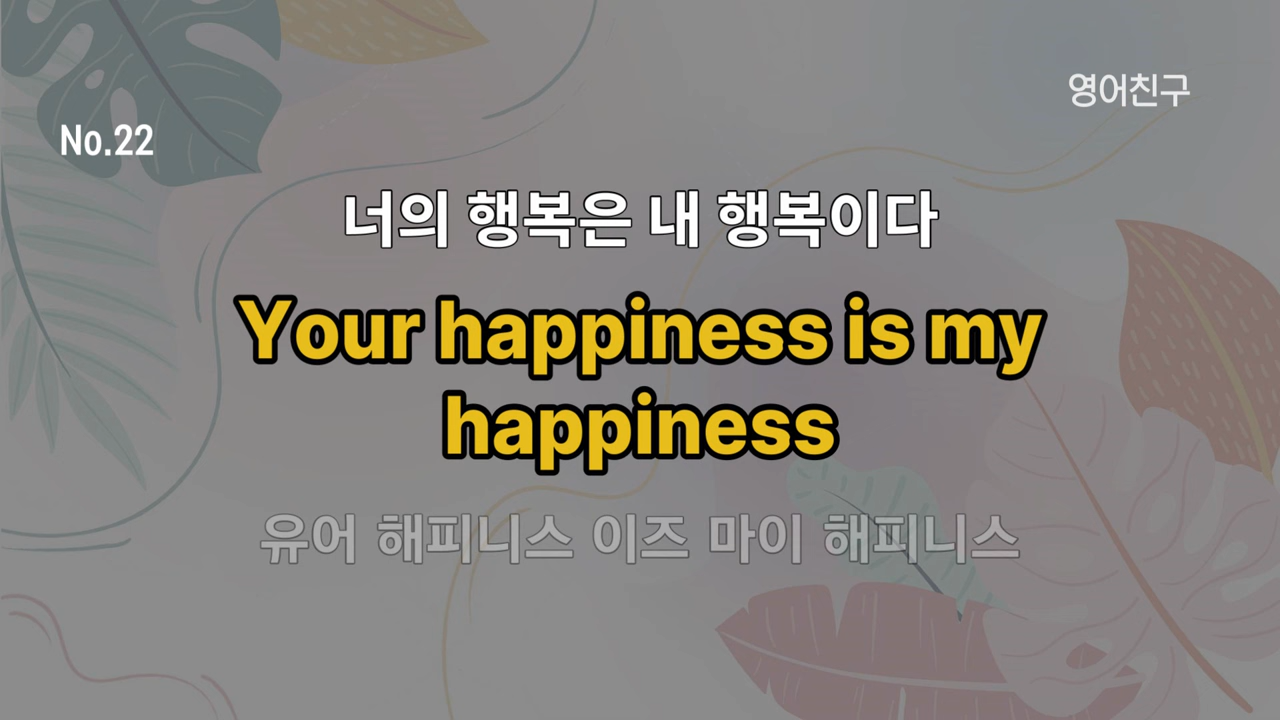 영어친구
No.22
너의 행복은 내 행복이다
Your happiness is my
happiness
유어 해피니스 이즈 마이 해피니스